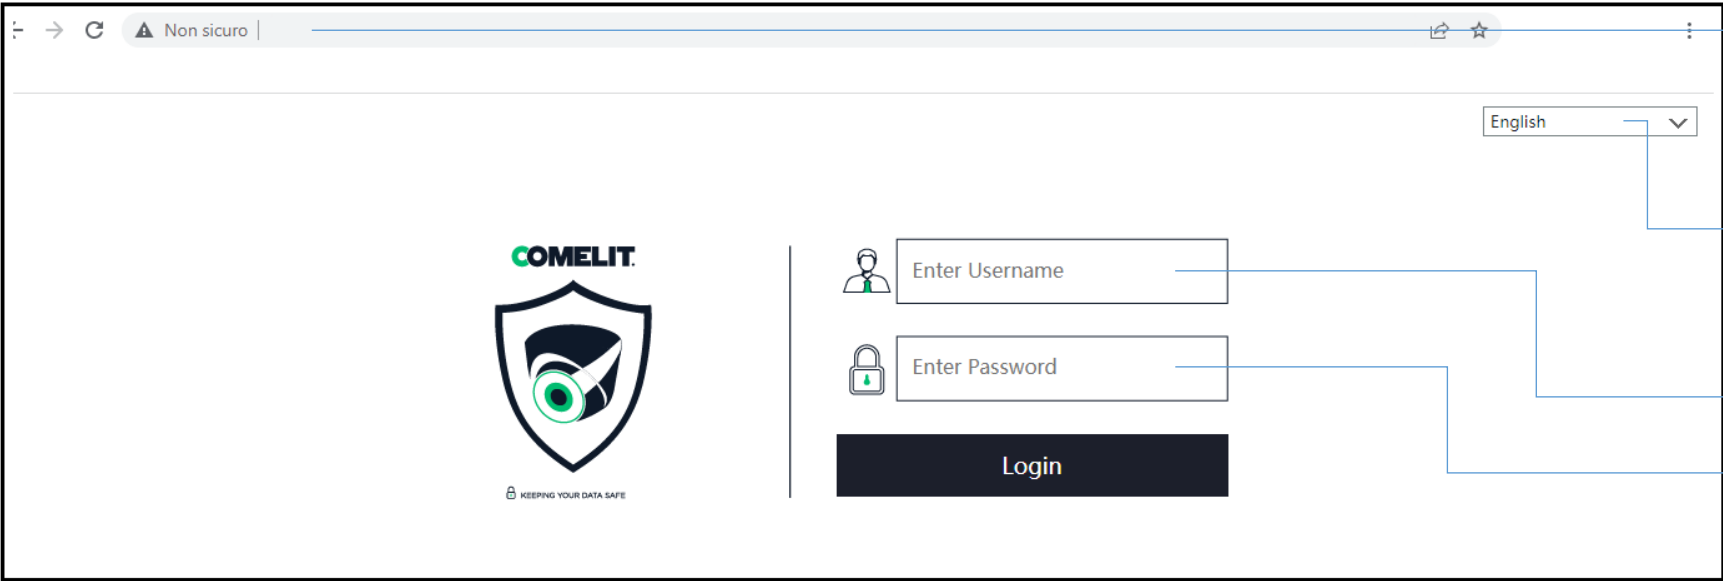 Non sicuro
English
COMELIT.
Enter Username
Enter Password
Login
KEEPING YOUR DATA SAFE